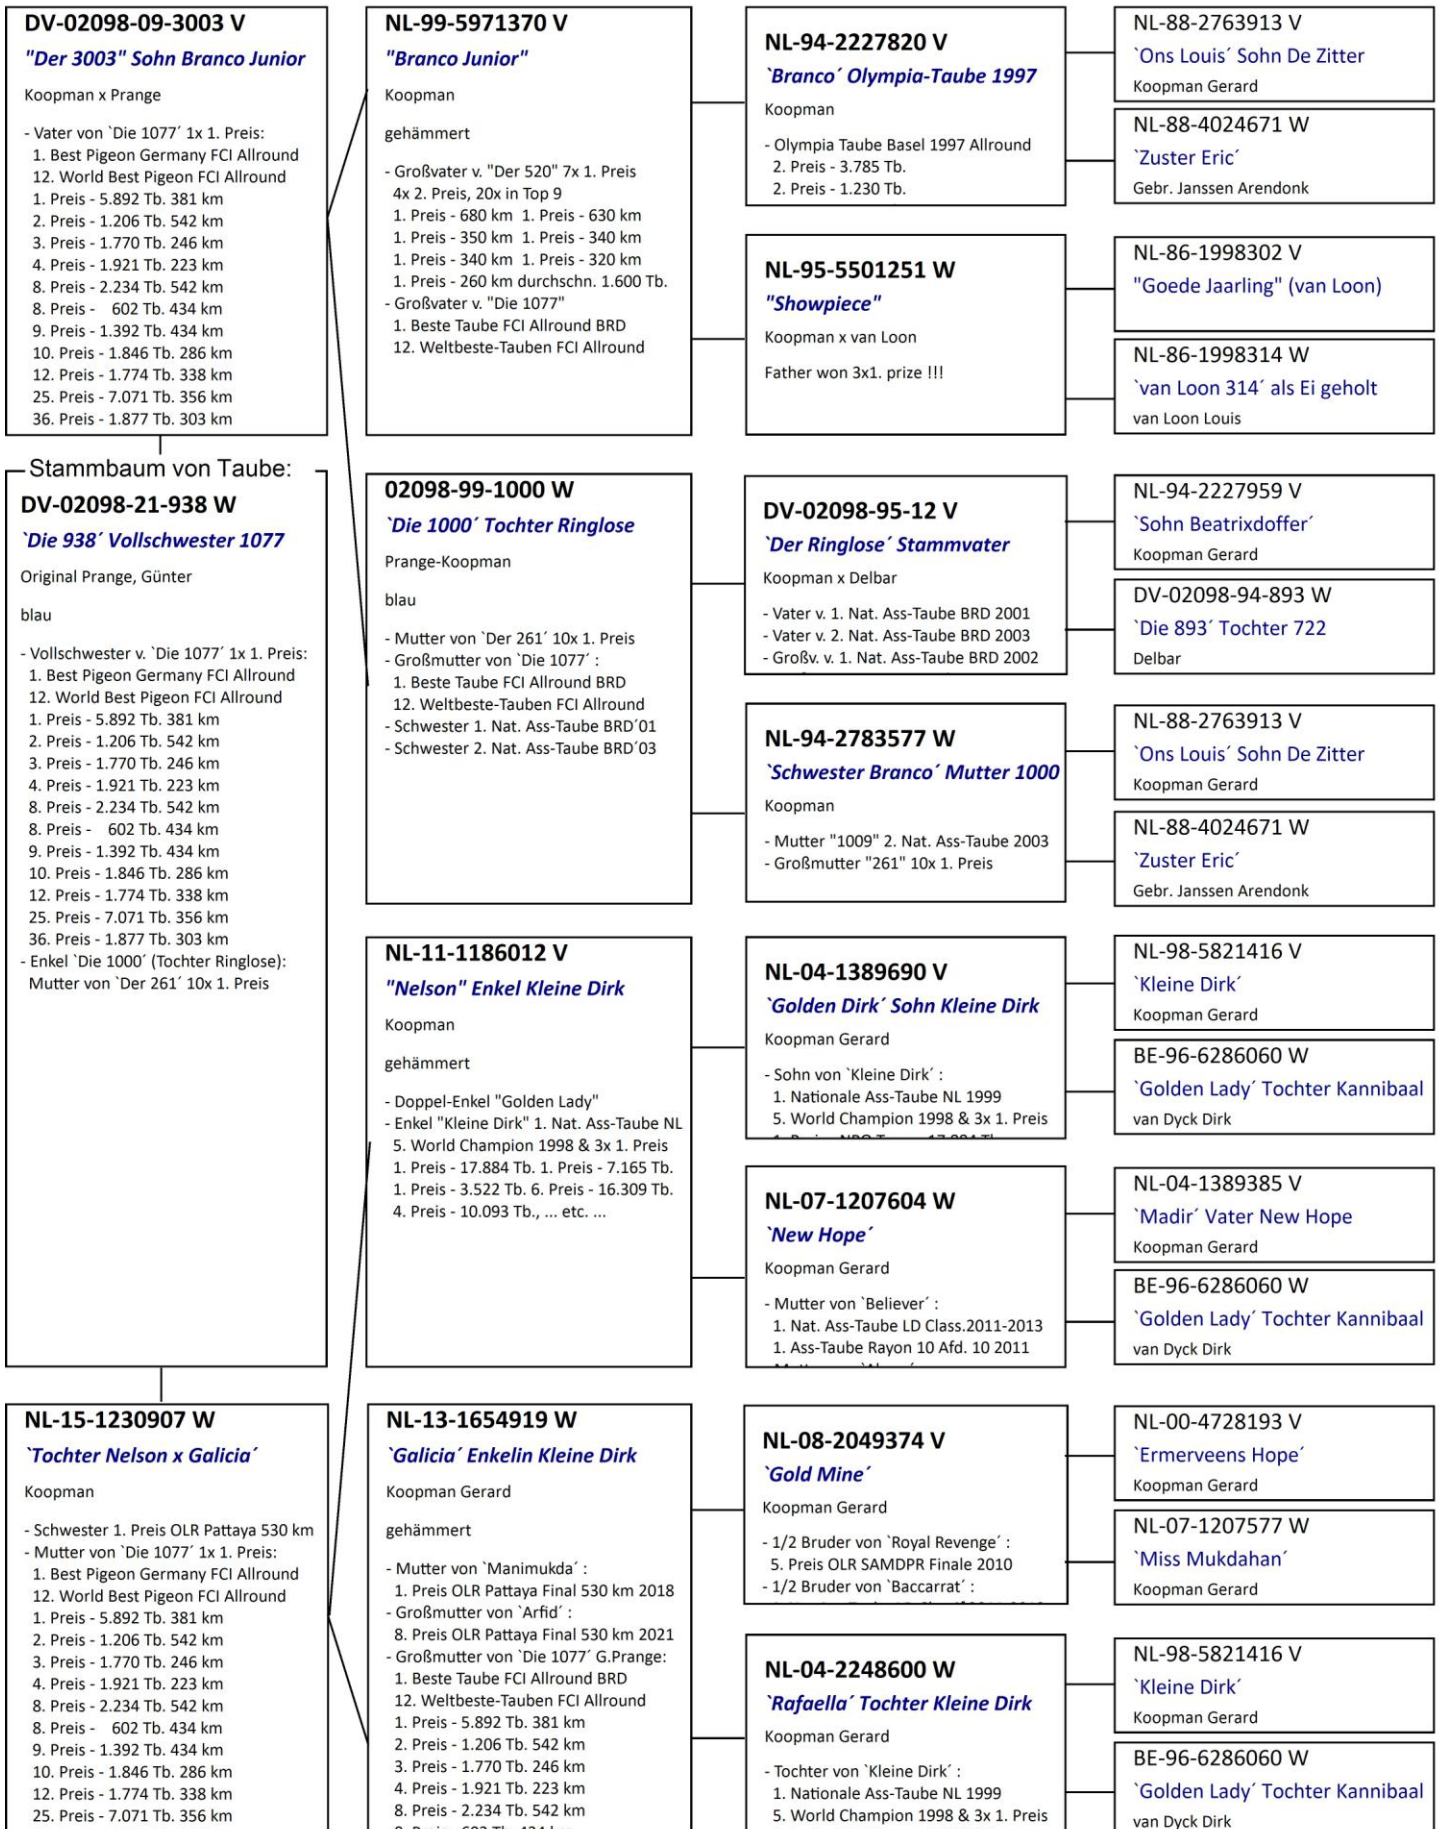 DV-02098-09-3003 V
"Der 3003" Sohn Branco Junior
Koopman x Prange
- Vater von `Die 1077´ 1x 1. Preis:
1. Best Pigeon Germany FCI Allround
12. World Best Pigeon FCI Allround
1. Preis - 5.892 Tb. 381 km
2. Preis - 1.206 Tb. 542 km
3. Preis - 1.770 Tb. 246 km
4. Preis - 1.921 Tb. 223 km
8. Preis - 2.234 Tb. 542 km
8. Preis - 602 Tb. 434 km
9. Preis - 1.392 Tb. 434 km
10. Preis - 1.846 Tb. 286 km
12. Preis - 1.774 Tb. 338 km
25. Preis - 7.071 Tb. 356 km
36. Preis - 1.877 Tb. 303 km
Stammbaum von Taube:
DV-02098-21-938 W
`Die 938´ Vollschwester 1077
Original Prange, Günter
blau
- Vollschwester v. `Die 1077´ 1x 1. Preis:
1. Best Pigeon Germany FCI Allround
12. World Best Pigeon FCI Allround
1. Preis - 5.892 Tb. 381 km
2. Preis - 1.206 Tb. 542 km
3. Preis - 1.770 Tb. 246 km
4. Preis - 1.921 Tb. 223 km
8. Preis - 2.234 Tb. 542 km
8. Preis - 602 Tb. 434 km
9. Preis - 1.392 Tb. 434 km
10. Preis - 1.846 Tb. 286 km
12. Preis - 1.774 Tb. 338 km
25. Preis - 7.071 Tb. 356 km
36. Preis - 1.877 Tb. 303 km
- Enkel `Die 1000´ (Tochter Ringlose):
Mutter von `Der 261´ 10x 1. Preis
NL-15-1230907 W
`Tochter Nelson x Galicia´
Koopman
- Schwester 1. Preis OLR Pattaya 530 km
- Mutter von `Die 1077´ 1x 1. Preis:
1. Best Pigeon Germany FCI Allround
12. World Best Pigeon FCI Allround
1. Preis - 5.892 Tb. 381 km
2. Preis - 1.206 Tb. 542 km
3. Preis - 1.770 Tb. 246 km
4. Preis - 1.921 Tb. 223 km
8. Preis - 2.234 Tb. 542 km
8. Preis - 602 Tb. 434 km
9. Preis - 1.392 Tb. 434 km
10. Preis - 1.846 Tb. 286 km
12. Preis - 1.774 Tb. 338 km
25. Preis - 7.071 Tb. 356 km
NL-99-5971370 V
"Branco Junior"
Koopman
gehämmert
- Großvater v. "Der 520" 7x 1. Preis
4x 2. Preis, 20x in Top 9
1. Preis - 680 km 1. Preis - 630 km
1. Preis - 350 km 1. Preis - 340 km
1. Preis - 340 km 1. Preis - 320 km
1. Preis - 260 km durchschn. 1.600 Tb.
- Großvater v. "Die 1077"
1. Beste Taube FCI Allround BRD
12. Weltbeste-Tauben FCI Allround
02098-99-1000 W
`Die 1000´ Tochter Ringlose
Prange-Koopman
blau
- Mutter von `Der 261´ 10x 1. Preis
- Großmutter von `Die 1077´ :
1. Beste Taube FCI Allround BRD
12. Weltbeste-Tauben FCI Allround
- Schwester 1. Nat. Ass-Taube BRD´01
- Schwester 2. Nat. Ass-Taube BRD´03
NL-11-1186012 V
"Nelson" Enkel Kleine Dirk
Koopman
gehämmert
- Doppel-Enkel "Golden Lady"
- Enkel "Kleine Dirk" 1. Nat. Ass-Taube NL
5. World Champion 1998 & 3x 1. Preis
1. Preis - 17.884 Tb. 1. Preis - 7.165 Tb.
1. Preis - 3.522 Tb. 6. Preis - 16.309 Tb.
4. Preis - 10.093 Tb., ... etc. ...
NL-13-1654919 W
`Galicia´ Enkelin Kleine Dirk
Koopman Gerard
gehämmert
- Mutter von `Manimukda´ :
1. Preis OLR Pattaya Final 530 km 2018
- Großmutter von `Arfid´ :
8. Preis OLR Pattaya Final 530 km 2021
- Großmutter von `Die 1077´ G.Prange:
1. Beste Taube FCI Allround BRD
12. Weltbeste-Tauben FCI Allround
1. Preis - 5.892 Tb. 381 km
2. Preis - 1.206 Tb. 542 km
3. Preis - 1.770 Tb. 246 km
4. Preis - 1.921 Tb. 223 km
8. Preis - 2.234 Tb. 542 km
NL-94-2227820 V
`Branco´ Olympia-Taube 1997
Koopman
- Olympia Taube Basel 1997 Allround
2. Preis - 3.785 Tb.
2. Preis - 1.230 Tb.
NL-95-5501251 W
"Showpiece"
Koopman x van Loon
Father won 3x1. prize !!!
DV-02098-95-12 V
`Der Ringlose´ Stammvater
Koopman x Delbar
- Vater v. 1. Nat. Ass-Taube BRD 2001
- Vater v. 2. Nat. Ass-Taube BRD 2003
- Großv. v. 1. Nat. Ass-Taube BRD 2002
NL-94-2783577 W
`Schwester Branco´ Mutter 1000
Koopman
- Mutter "1009" 2. Nat. Ass-Taube 2003
- Großmutter "261" 10x 1. Preis
NL-04-1389690 V
`Golden Dirk´ Sohn Kleine Dirk
Koopman Gerard
- Sohn von `Kleine Dirk´ :
1. Nationale Ass-Taube NL 1999
5. World Champion 1998 & 3x 1. Preis
NL-07-1207604 W
`New Hope´
Koopman Gerard
- Mutter von `Believer´ :
1. Nat. Ass-Taube LD Class.2011-2013
1. Ass-Taube Rayon 10 Afd. 10 2011
NL-08-2049374 V
`Gold Mine´
Koopman Gerard
- 1/2 Bruder von `Royal Revenge´ :
5. Preis OLR SAMDPR Finale 2010
- 1/2 Bruder von `Baccarrat´ :
NL-04-2248600 W
`Rafaella´ Tochter Kleine Dirk
Koopman Gerard
- Tochter von `Kleine Dirk´ :
1. Nationale Ass-Taube NL 1999
5. World Champion 1998 & 3x 1. Preis
NL-88-2763913 V
`Ons Louis´ Sohn De Zitter
Koopman Gerard
NL-88-4024671 W
`Zuster Eric´
Gebr. Janssen Arendonk
NL-86-1998302 V
"Goede Jaarling" (van Loon)
NL-86-1998314 W
`van Loon 314´ als Ei geholt
van Loon Louis
NL-94-2227959 V
`Sohn Beatrixdoffer´
Koopman Gerard
DV-02098-94-893 W
`Die 893´ Tochter 722
Delbar
NL-88-2763913 V
`Ons Louis´ Sohn De Zitter
Koopman Gerard
NL-88-4024671 W
`Zuster Eric´
Gebr. Janssen Arendonk
NL-98-5821416 V
`Kleine Dirk´
Koopman Gerard
BE-96-6286060 W
`Golden Lady´ Tochter Kannibaal
van Dyck Dirk
NL-04-1389385 V
`Madir´ Vater New Hope
Koopman Gerard
BE-96-6286060 W
`Golden Lady´ Tochter Kannibaal
van Dyck Dirk
NL-00-4728193 V
`Ermerveens Hope´
Koopman Gerard
NL-07-1207577 W
`Miss Mukdahan´
Koopman Gerard
NL-98-5821416 V
`Kleine Dirk´
Koopman Gerard
BE-96-6286060 W
`Golden Lady´ Tochter Kannibaal
van Dyck Dirk